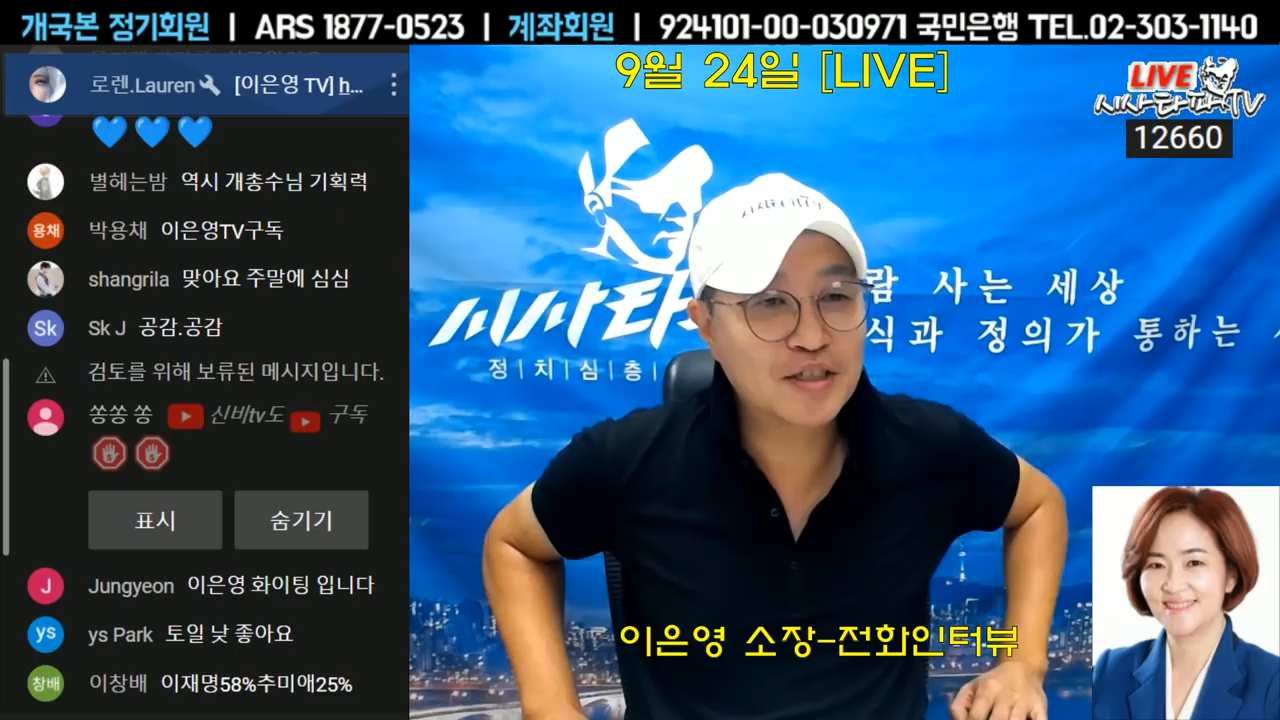 개국본 정기회원 | ARS 1877-0523 | 계좌회원 | 924101-00-030971 국민은행 TEL.02-303-1140
로렌.Lauren [이은영 TV] h...
별헤는밤 역시 개총수님 기획력
박용채 이은영TV구독
용채
shangrila 맞아요 주말에 심심
Sk J 공감.공감
Sk
검토를 위해 보류된 메시지입니다.
쏭쏭 쏭 신비tv도 구독
표시 숨기기
J
Jungyeon 이은영 화이팅 입니다
ys
ys Park 토일 낮 좋아요
창배
이창배 이재명58%추미애25%
9월 24일 [LIVE]
LIVE
시사타파TV
12660
시사타
정|치|심|층|
람 사는 세상
식과 정의가 통하는
이은영 소장-전화인터뷰